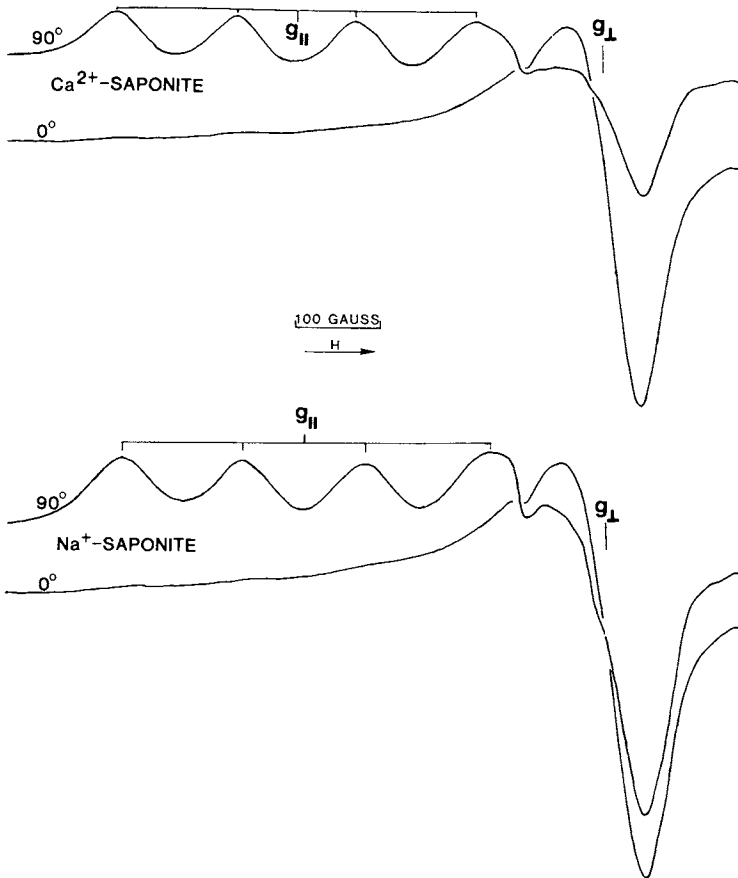 g||
g⊥
90°
Ca²⁺-SAPONITE
0°
100 GAUSS
H
g||
90°
g⊥
Na⁺-SAPONITE
0°